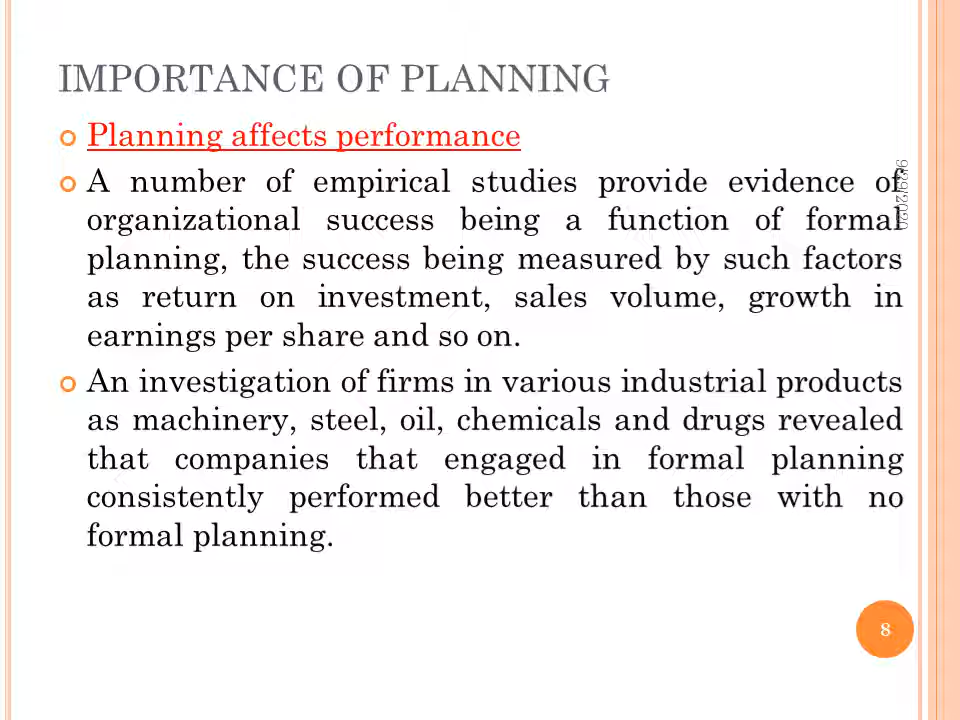 IMPORTANCE OF PLANNING
Planning affects performance
A number of empirical studies provide evidence of
organizational success being a function of formal
planning, the success being measured by such factors
as return on investment, sales volume, growth in
earnings per share and so on.
An investigation of firms in various industrial products
as machinery, steel, oil, chemicals and drugs revealed
that companies that engaged in formal planning
consistently performed better than those with no
formal planning.
9/29/2020
8